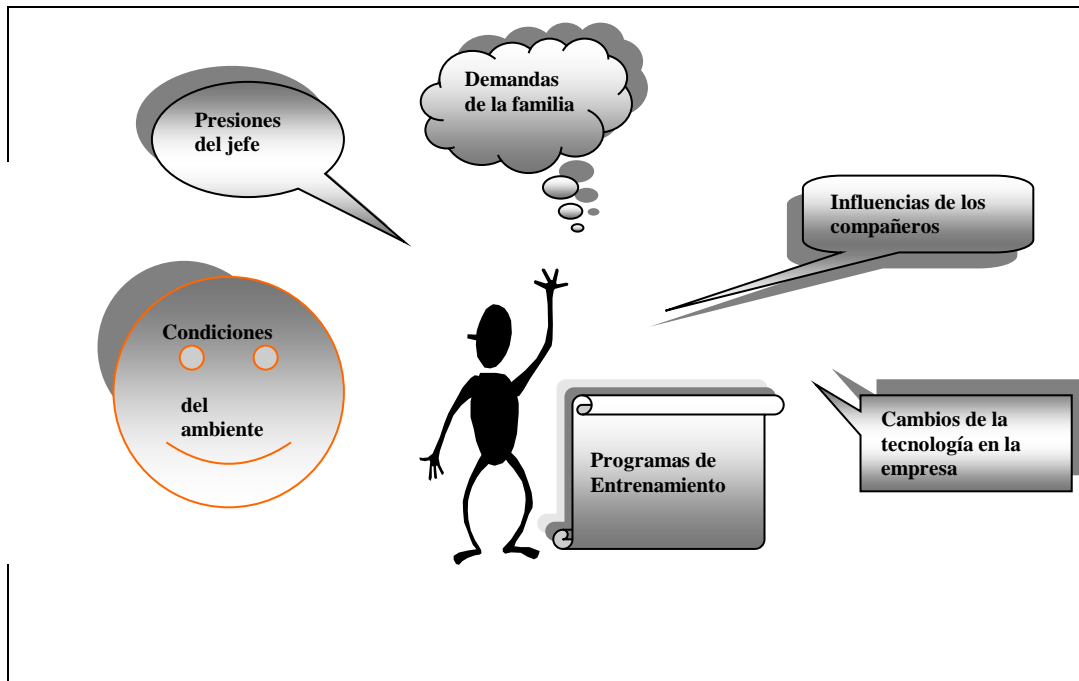 Demandas
de la familia
Presiones
del jefe
Influencias de los
compañeros
Condiciones
del
ambiente
Programas de
Entrenamiento
Cambios de la
tecnología en la
empresa